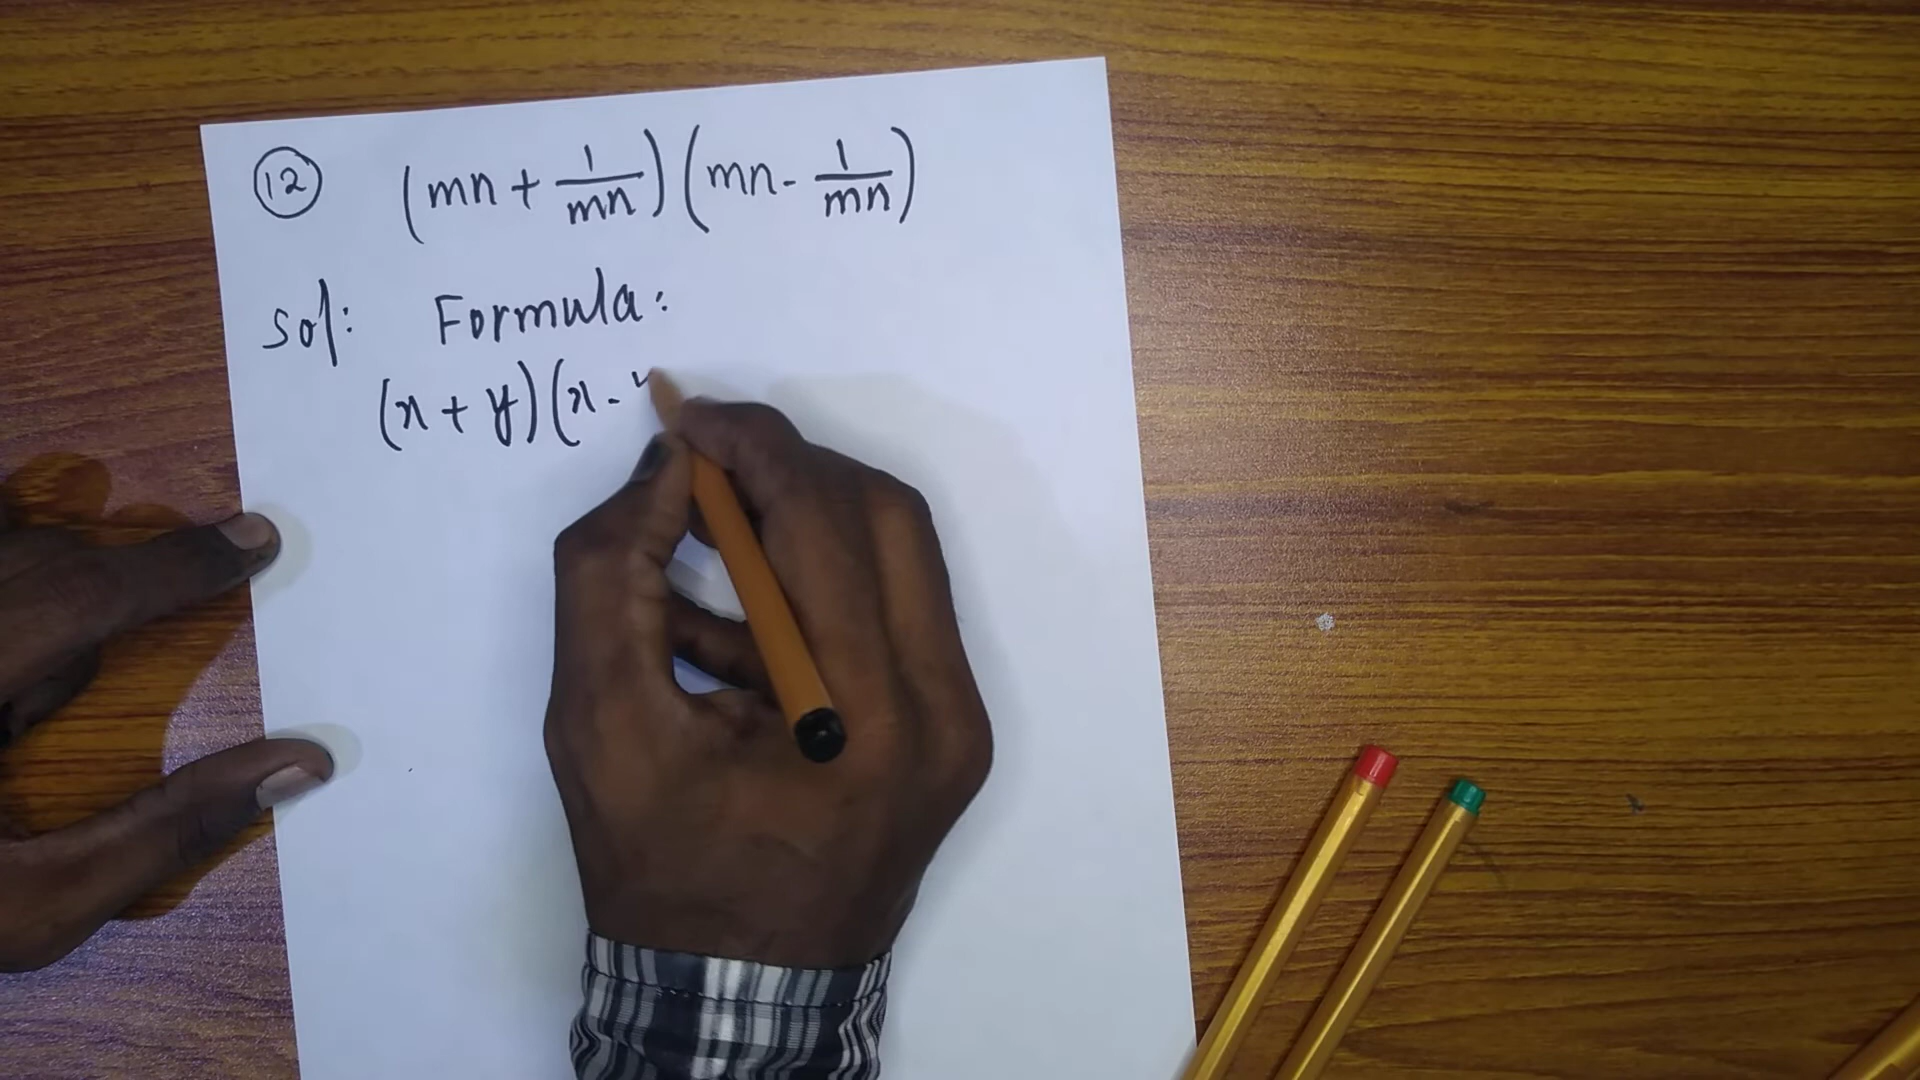 12 (mn + 1/mn) (mn - 1/mn)
Sol: Formula:
(x + y) (x - y